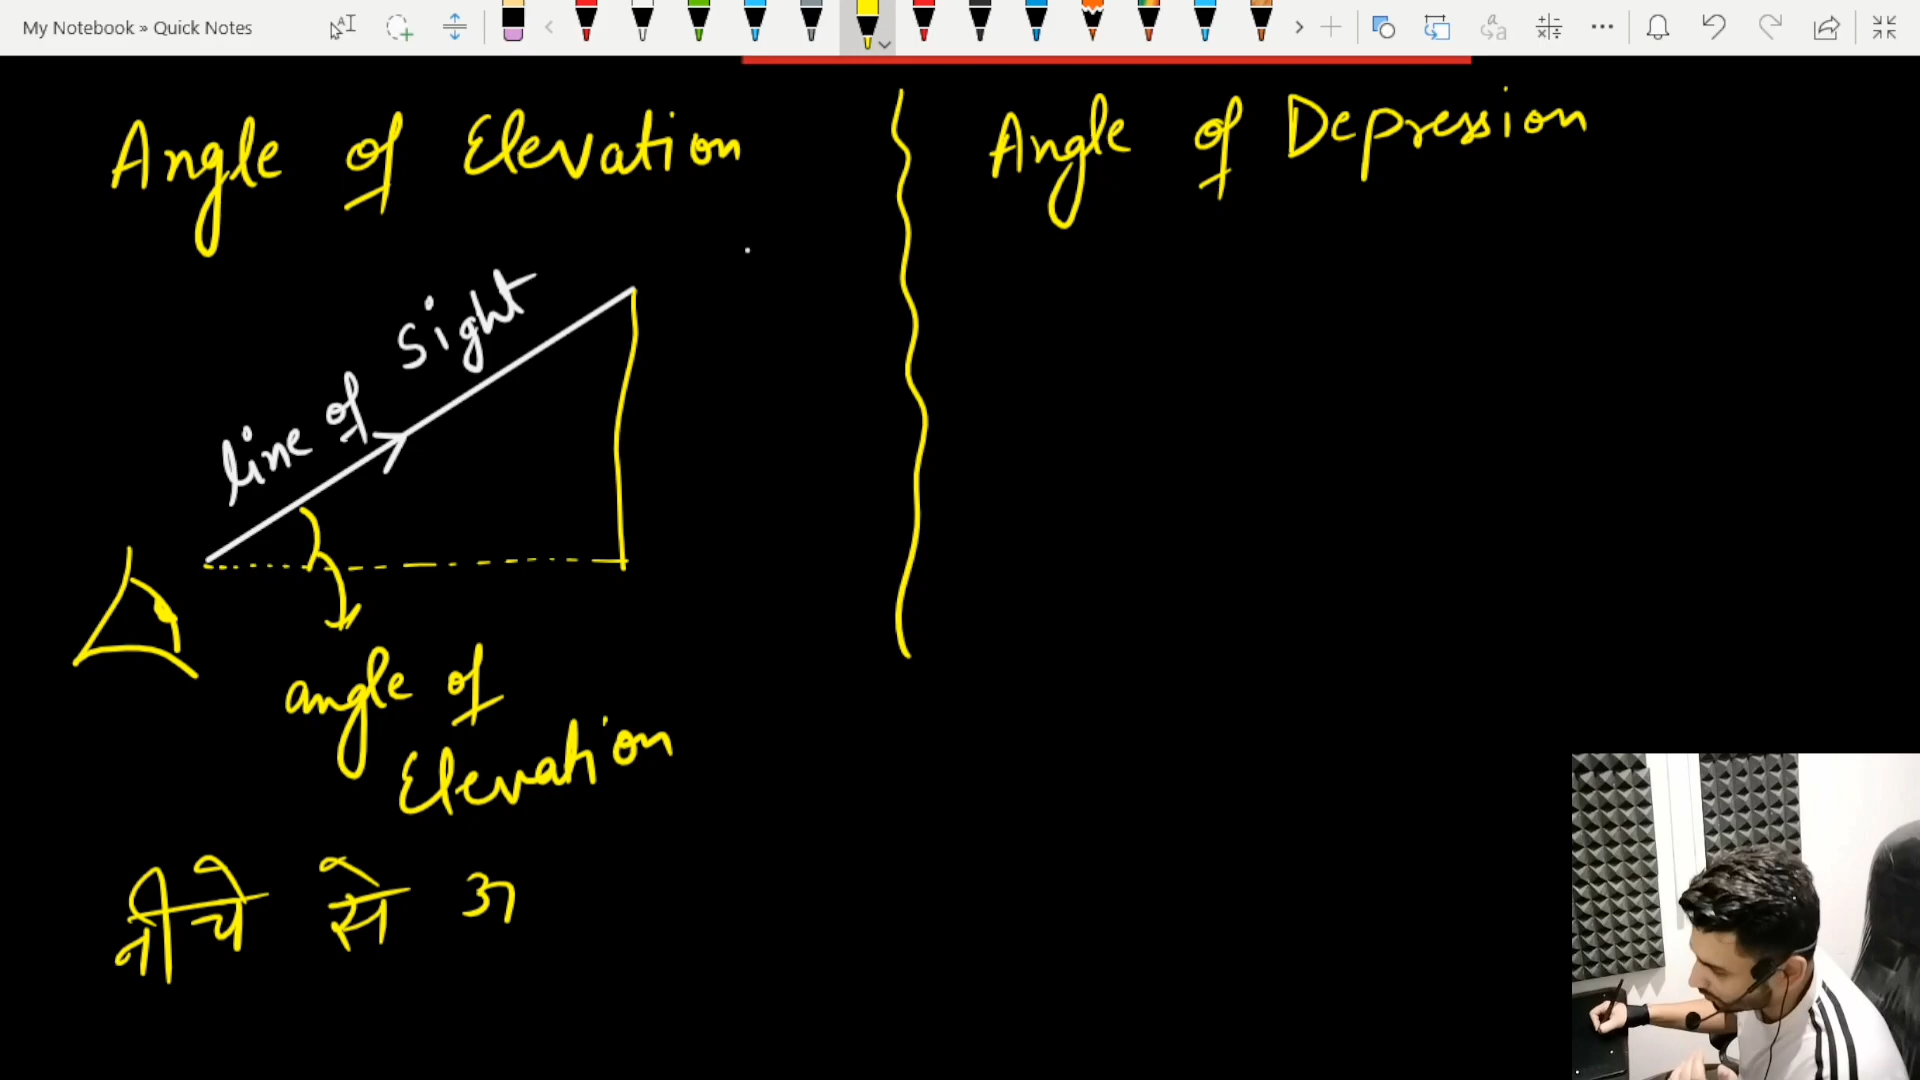 My Notebook » Quick Notes
Angle of Elevation
Angle of Depression
line of Sight
angle of
Elevation
नीचे से